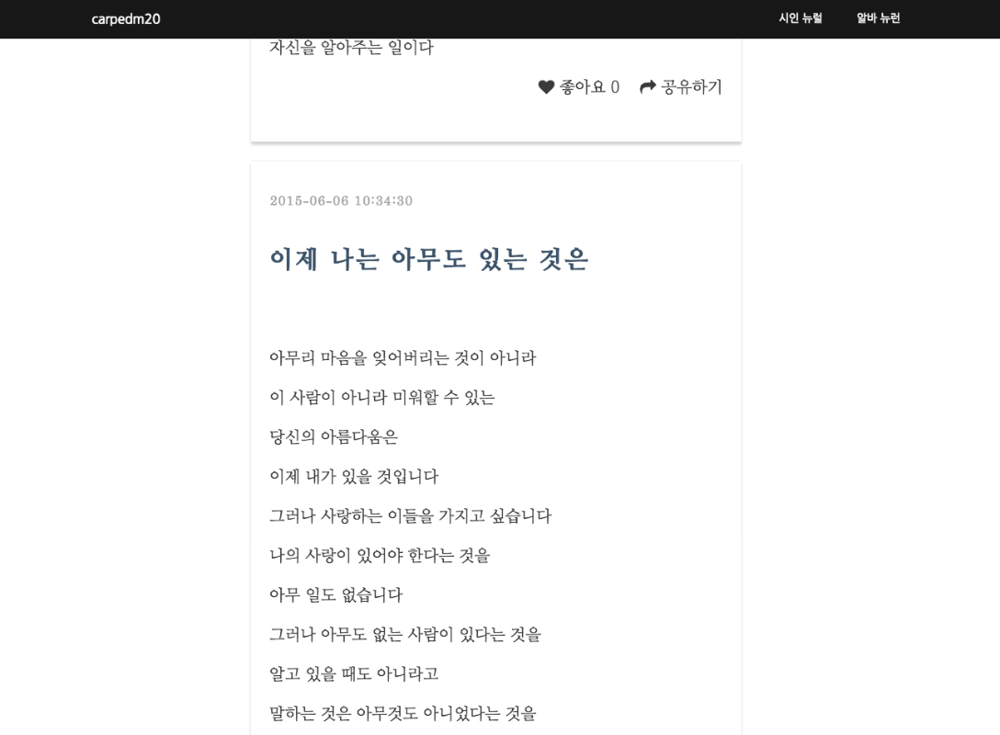 carpedm20 시인 뉴럴 알바 뉴런
자신을 알아주는 일이다
좋아요 0 공유하기
2015-06-06 10:34:30
이제 나는 아무도 있는 것은
아무리 마음을 잊어버리는 것이 아니라
이 사람이 아니라 미워할 수 있는
당신의 아름다움은
이제 내가 있을 것입니다
그러나 사랑하는 이들을 가지고 싶습니다
나의 사랑이 있어야 한다는 것을
아무 일도 없습니다
그러나 아무도 없는 사람이 있다는 것을
알고 있을 때도 아니라고
말하는 것은 아무것도 아니었다는 것을